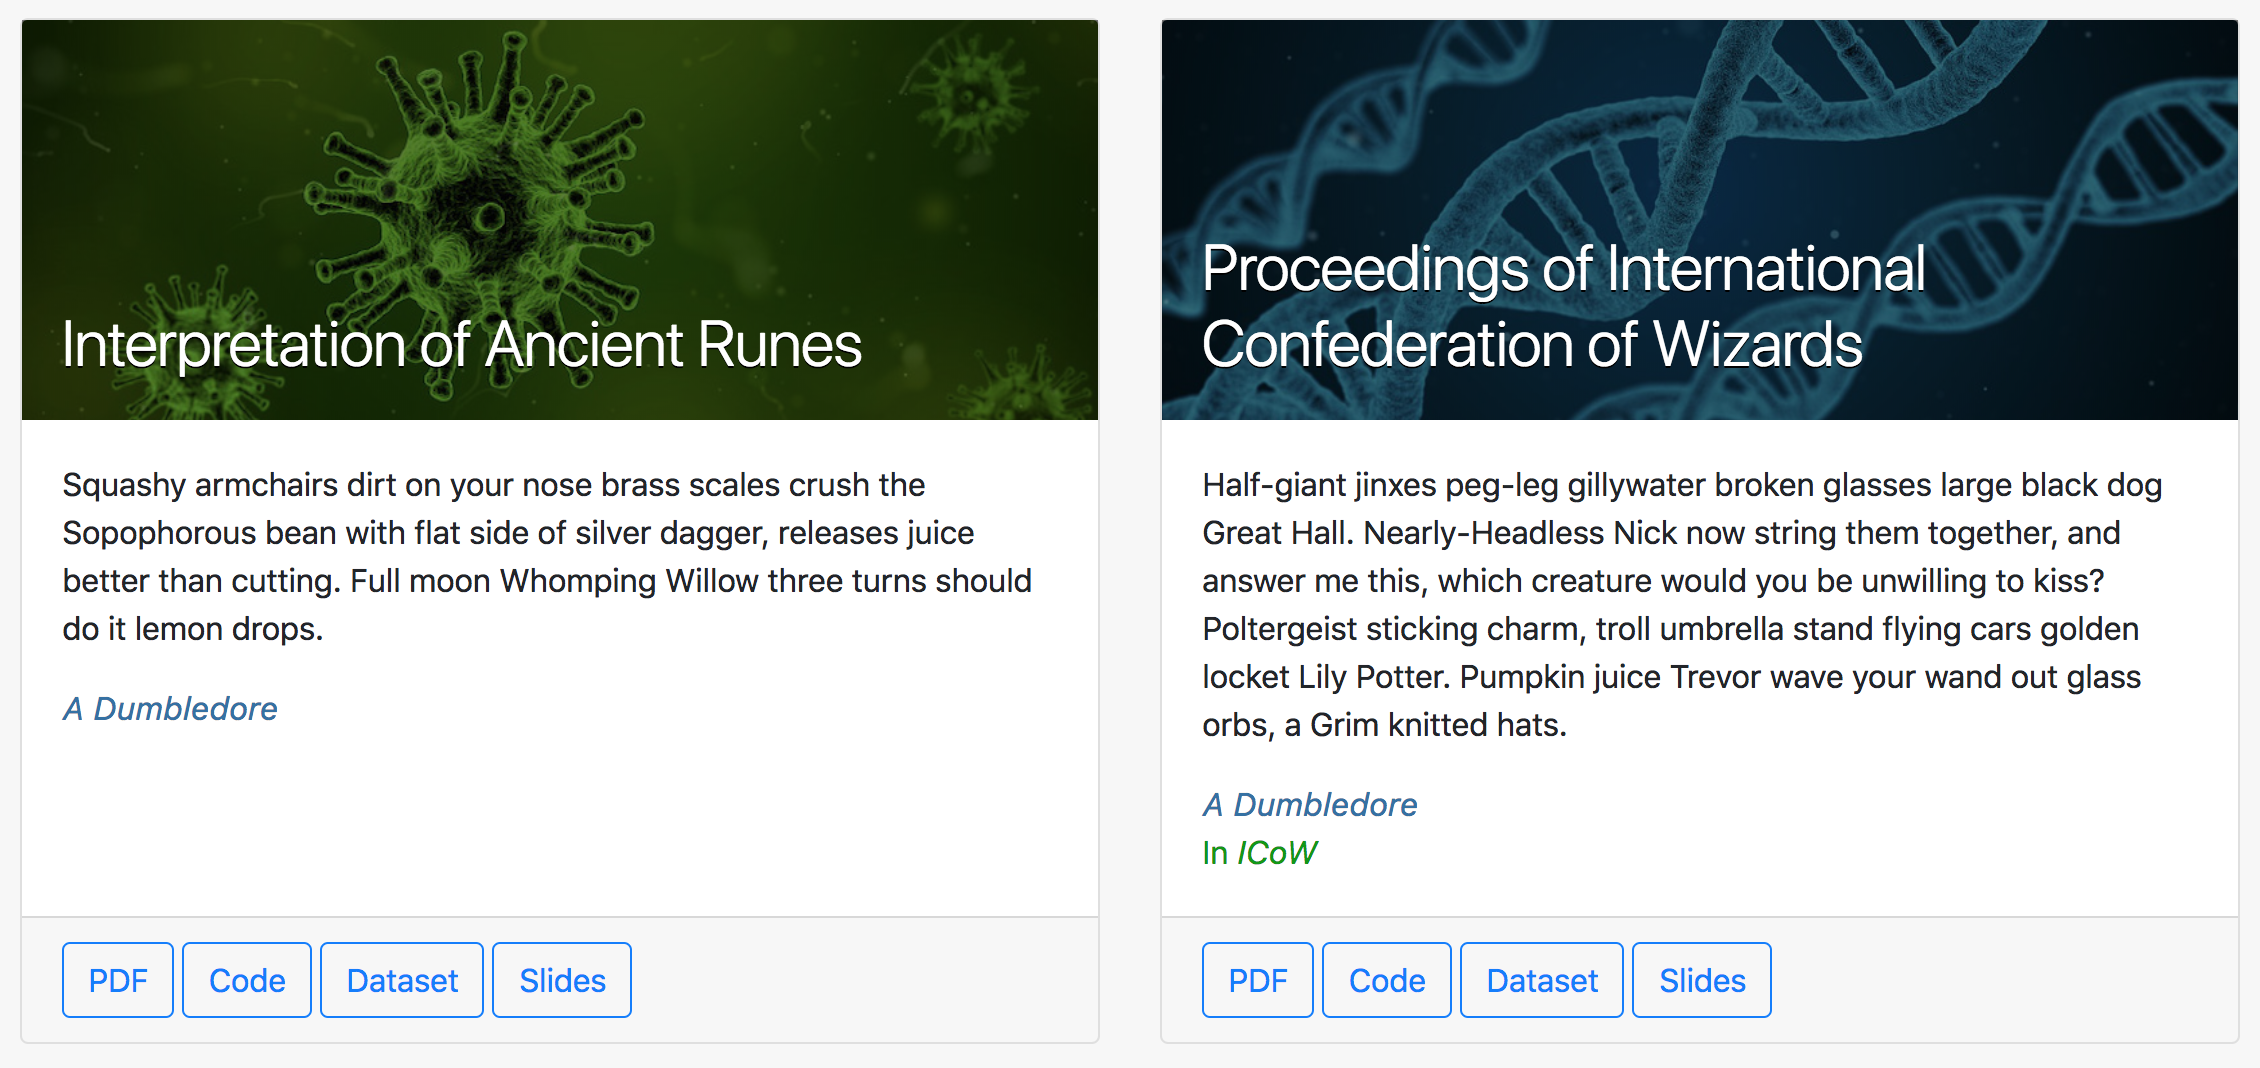 Interpretation of Ancient Runes
Squashy armchairs dirt on your nose brass scales crush the
Sopophorous bean with flat side of silver dagger, releases juice
better than cutting. Full moon Whomping Willow three turns should
do it lemon drops.
A Dumbledore
PDF Code Dataset Slides
Proceedings of International
Confederation of Wizards
Half-giant jinxes peg-leg gillywater broken glasses large black dog
Great Hall. Nearly-Headless Nick now string them together, and
answer me this, which creature would you be unwilling to kiss?
Poltergeist sticking charm, troll umbrella stand flying cars golden
locket Lily Potter. Pumpkin juice Trevor wave your wand out glass
orbs, a Grim knitted hats.
A Dumbledore
In ICoW
PDF Code Dataset Slides